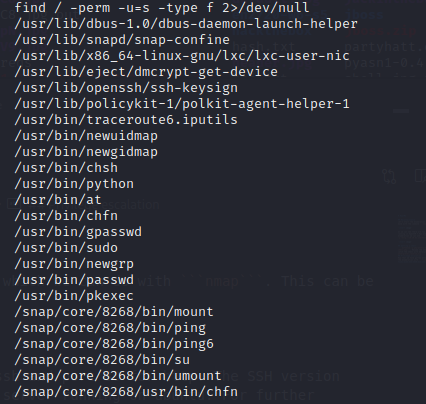 find / -perm -u=s -type f 2>/dev/null
/usr/lib/dbus-1.0/dbus-daemon-launch-helper
/usr/lib/snapd/snap-confine
/usr/lib/x86_64-linux-gnu/lxc/lxc-user-nic
/usr/lib/eject/dmcrypt-get-device
/usr/lib/openssh/ssh-keysign
/usr/lib/policykit-1/polkit-agent-helper-1
/usr/bin/traceroute6.iputils
/usr/bin/newuidmap
/usr/bin/newgidmap
/usr/bin/chsh
/usr/bin/python
/usr/bin/at
/usr/bin/chfn
/usr/bin/gpasswd
/usr/bin/sudo
/usr/bin/newgrp
/usr/bin/passwd
/usr/bin/pkexec
/snap/core/8268/bin/mount
/snap/core/8268/bin/ping
/snap/core/8268/bin/ping6
/snap/core/8268/bin/su
/snap/core/8268/bin/umount
/snap/core/8268/usr/bin/chfn